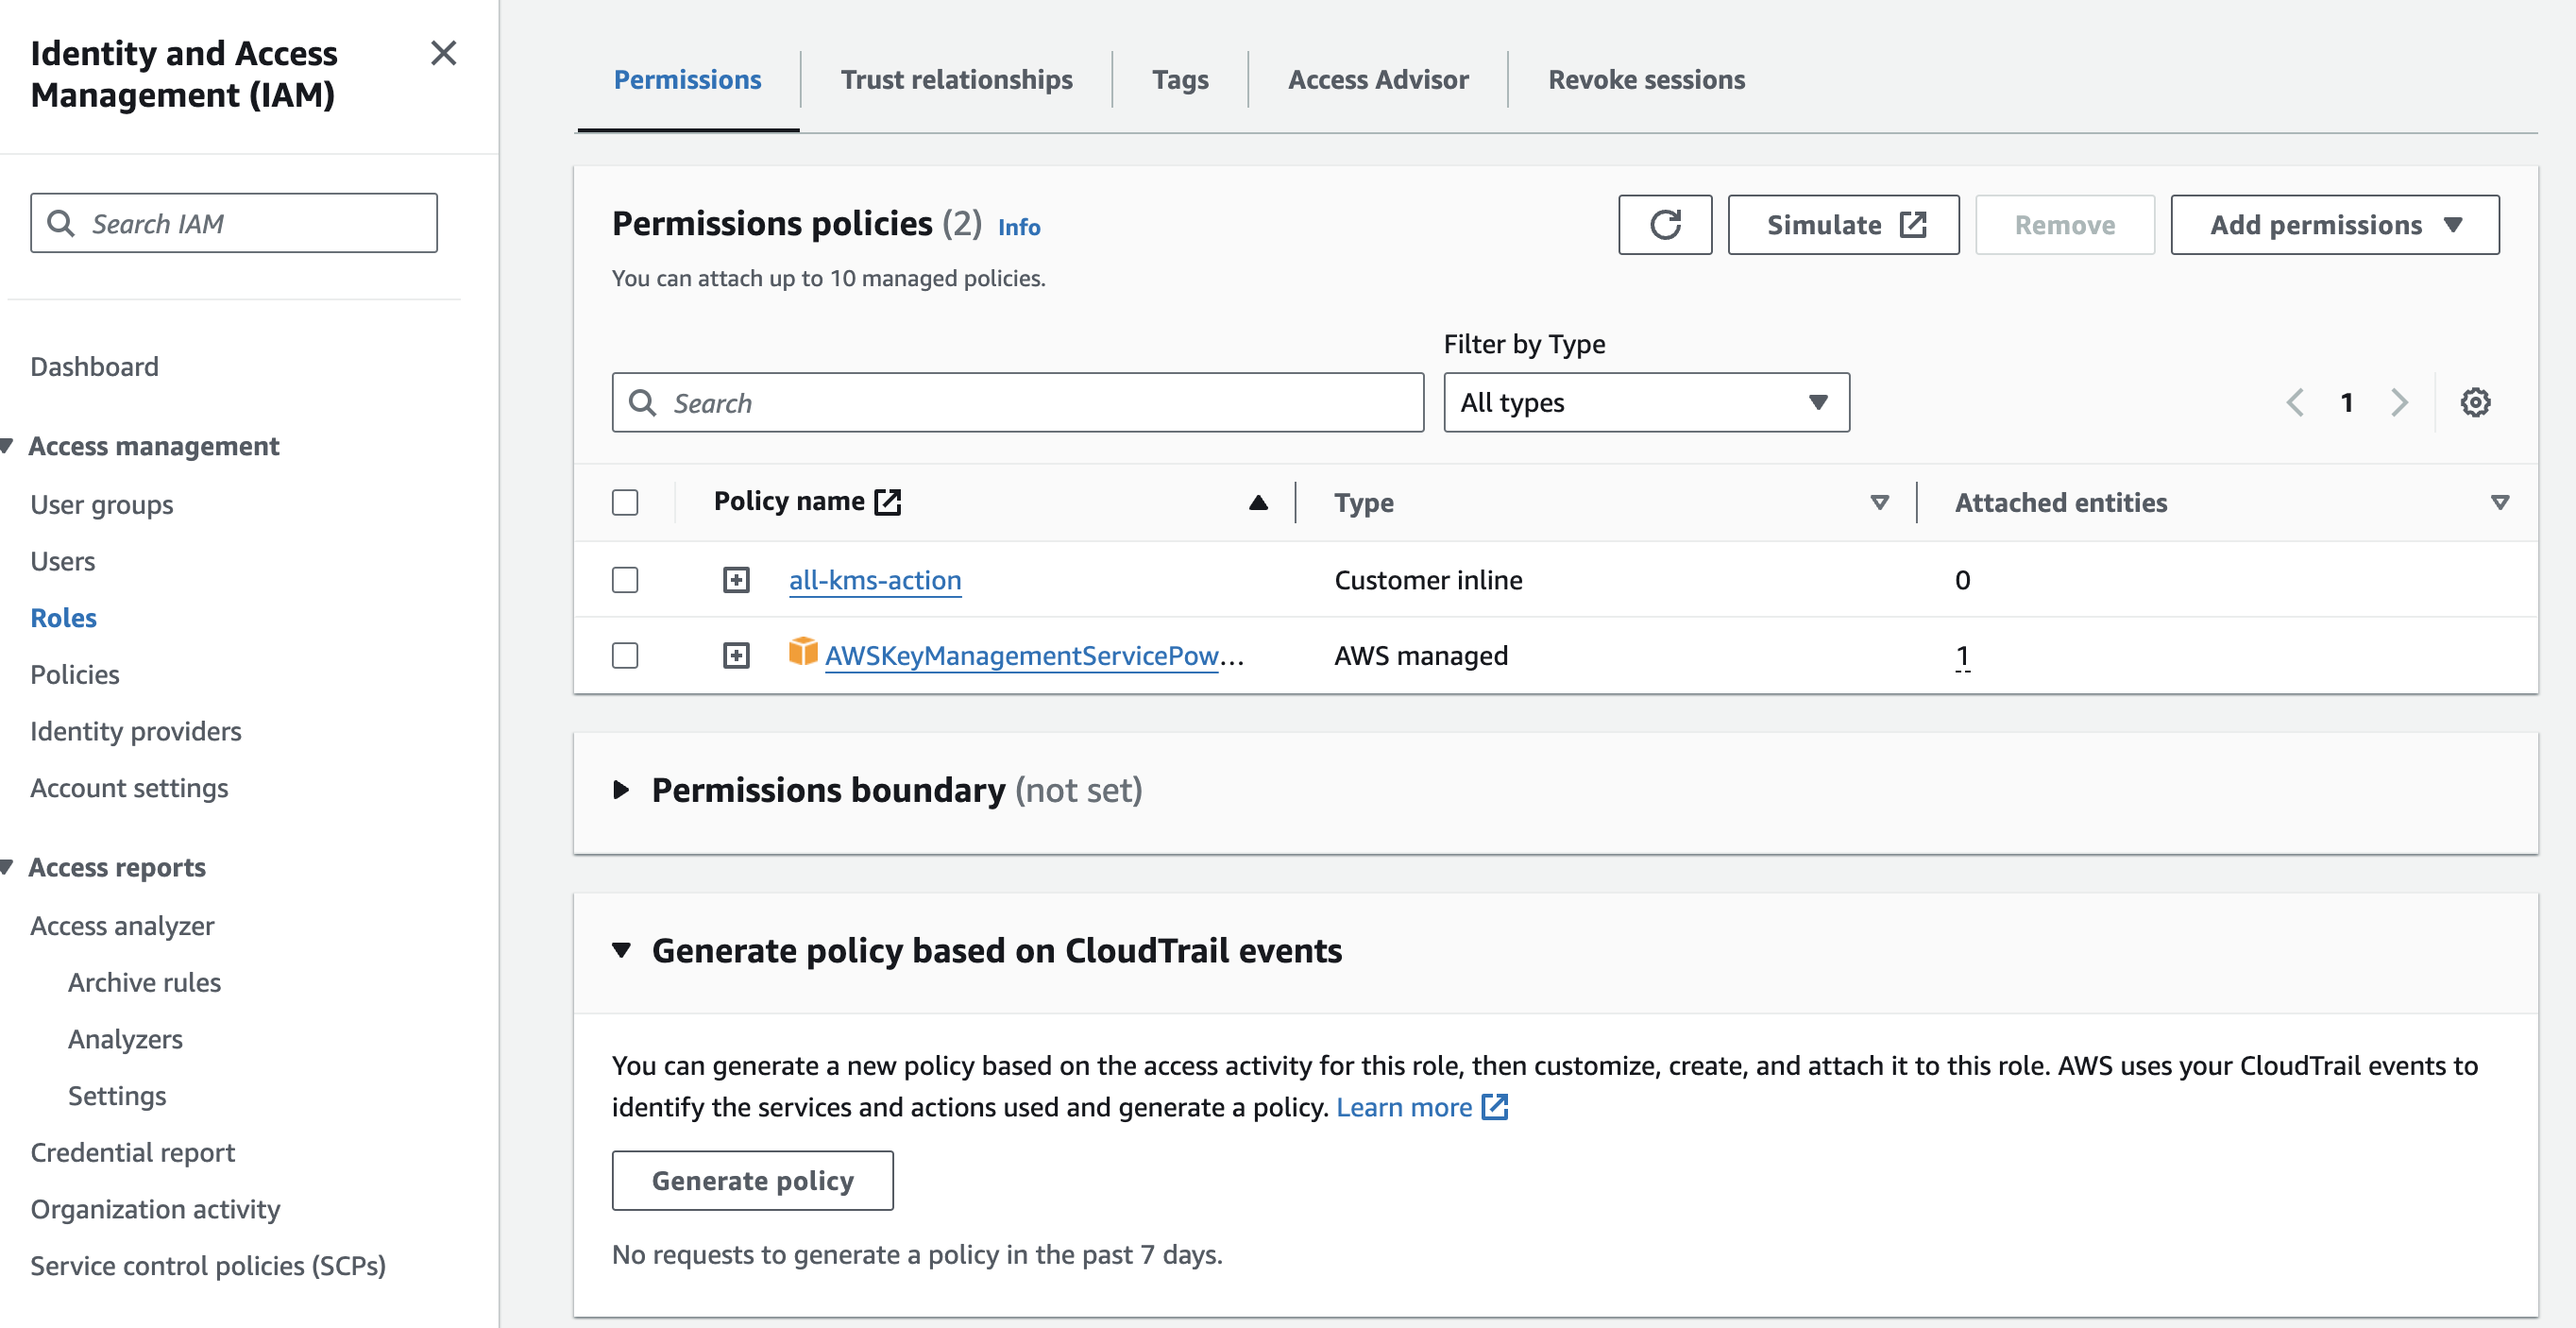 Identity and Access
Management (IAM)
Search IAM
Dashboard
Access management
User groups
Users
Roles
Policies
Identity providers
Account settings
Access reports
Access analyzer
Archive rules
Analyzers
Settings
Credential report
Organization activity
Service control policies (SCPs)
Permissions
Trust relationships
Tags
Access Advisor
Revoke sessions
Permissions policies (2) Info
You can attach up to 10 managed policies.
Simulate
Remove
Add permissions
Filter by Type
Search
All types
1
Policy name
Type
Attached entities
all-kms-action
Customer inline
0
AWSKeyManagementServicePow...
AWS managed
1
Permissions boundary (not set)
Generate policy based on CloudTrail events
You can generate a new policy based on the access activity for this role, then customize, create, and attach it to this role. AWS uses your CloudTrail events to
identify the services and actions used and generate a policy. Learn more
Generate policy
No requests to generate a policy in the past 7 days.